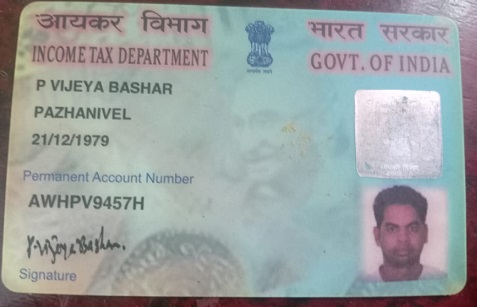 आयकर विभाग
INCOME TAX DEPARTMENT
भारत सरकार
GOVT. OF INDIA
P VIJEYA BASHAR
PAZHANIVEL
21/12/1979
Permanent Account Number
AWHPV9457H
P. Vijeya Bashar.
Signature